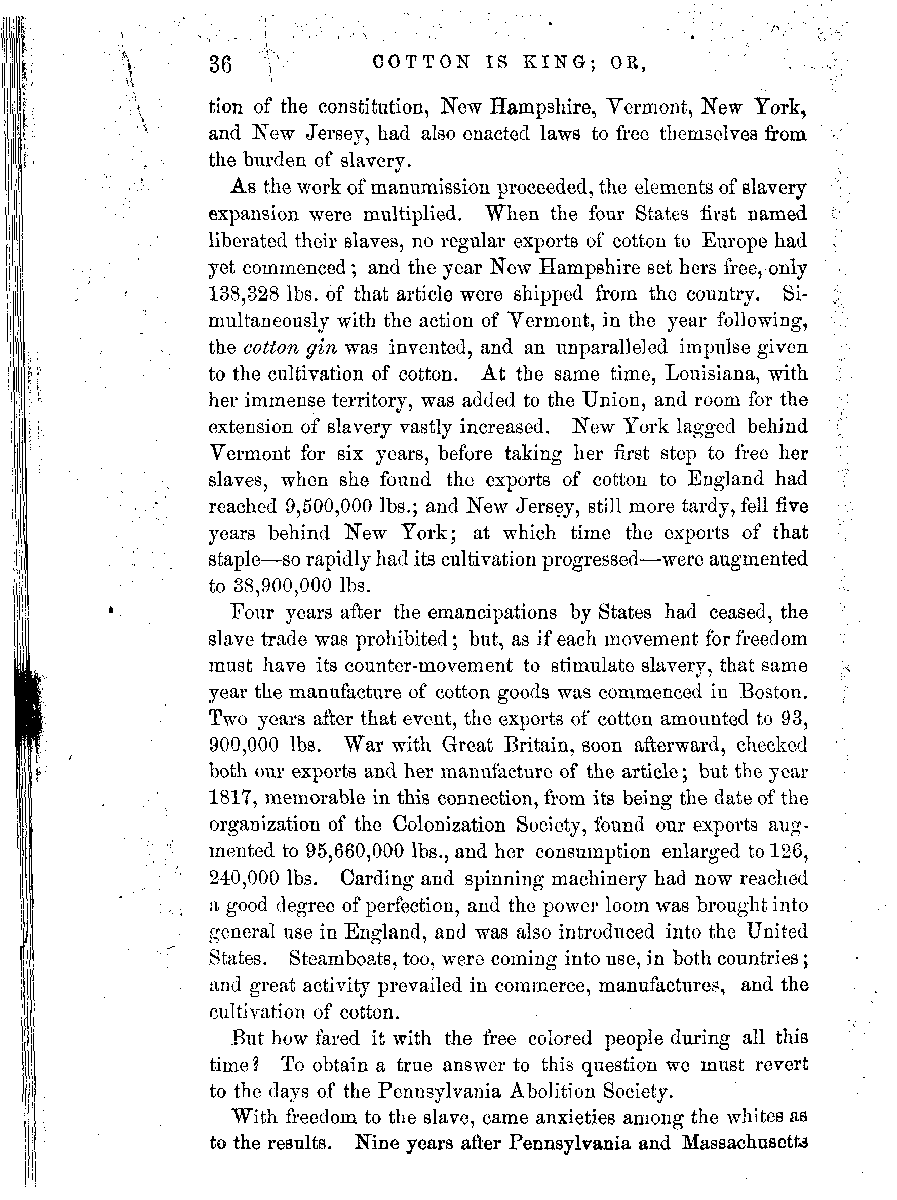 36 COTTON IS KING; OR,
tion of the constitution, New Hampshire, Vermont, New York,
and New Jersey, had also enacted laws to free themselves from
the burden of slavery.
As the work of manumission proceeded, the elements of slavery
expansion were multiplied. When the four States first named
liberated their slaves, no regular exports of cotton to Europe had
yet commenced; and the year New Hampshire set hers free, only
138,328 lbs. of that article were shipped from the country. Si-
multaneously with the action of Vermont, in the year following,
the cotton gin was invented, and an unparalleled impulse given
to the cultivation of cotton. At the same time, Louisiana, with
her immense territory, was added to the Union, and room for the
extension of slavery vastly increased. New York lagged behind
Vermont for six years, before taking her first step to free her
slaves, when she found the exports of cotton to England had
reached 9,500,000 lbs.; and New Jersey, still more tardy, fell five
years behind New York; at which time the exports of that
staple—so rapidly had its cultivation progressed—were augmented
to 38,900,000 lbs.
Four years after the emancipations by States had ceased, the
slave trade was prohibited; but, as if each movement for freedom
must have its counter-movement to stimulate slavery, that same
year the manufacture of cotton goods was commenced in Boston.
Two years after that event, the exports of cotton amounted to 93,
900,000 lbs. War with Great Britain, soon afterward, checked
both our exports and her manufacture of the article; but the year
1817, memorable in this connection, from its being the date of the
organization of the Colonization Society, found our exports aug-
mented to 95,660,000 lbs., and her consumption enlarged to 126,
240,000 lbs. Carding and spinning machinery had now reached
a good degree of perfection, and the power loom was brought into
general use in England, and was also introduced into the United
States. Steamboats, too, were coming into use, in both countries;
and great activity prevailed in commerce, manufactures, and the
cultivation of cotton.
But how fared it with the free colored people during all this
time? To obtain a true answer to this question we must revert
to the days of the Pennsylvania Abolition Society.
With freedom to the slave, came anxieties among the whites as
to the results. Nine years after Pennsylvania and Massachusetts